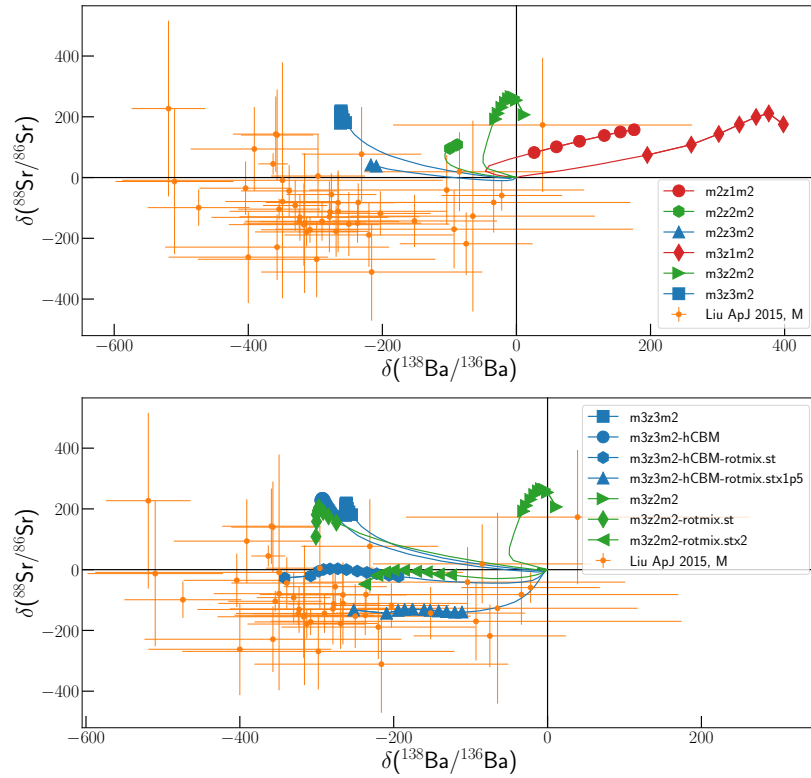 400
200
0
−200
−400
δ(⁸⁸Sr/⁸⁶Sr)
m2z1m2
m2z2m2
m2z3m2
m3z1m2
m3z2m2
m3z3m2
Liu ApJ 2015, M
−600 −400 −200 0 200 400
δ(¹³⁸Ba/¹³⁶Ba)
400
200
0
−200
−400
δ(⁸⁸Sr/⁸⁶Sr)
m3z3m2
m3z3m2-hCBM
m3z3m2-hCBM-rotmix.st
m3z3m2-hCBM-rotmix.stx1p5
m3z2m2
m3z2m2-rotmix.st
m3z2m2-rotmix.stx2
Liu ApJ 2015, M
−600 −400 −200 0 200
δ(¹³⁸Ba/¹³⁶Ba)